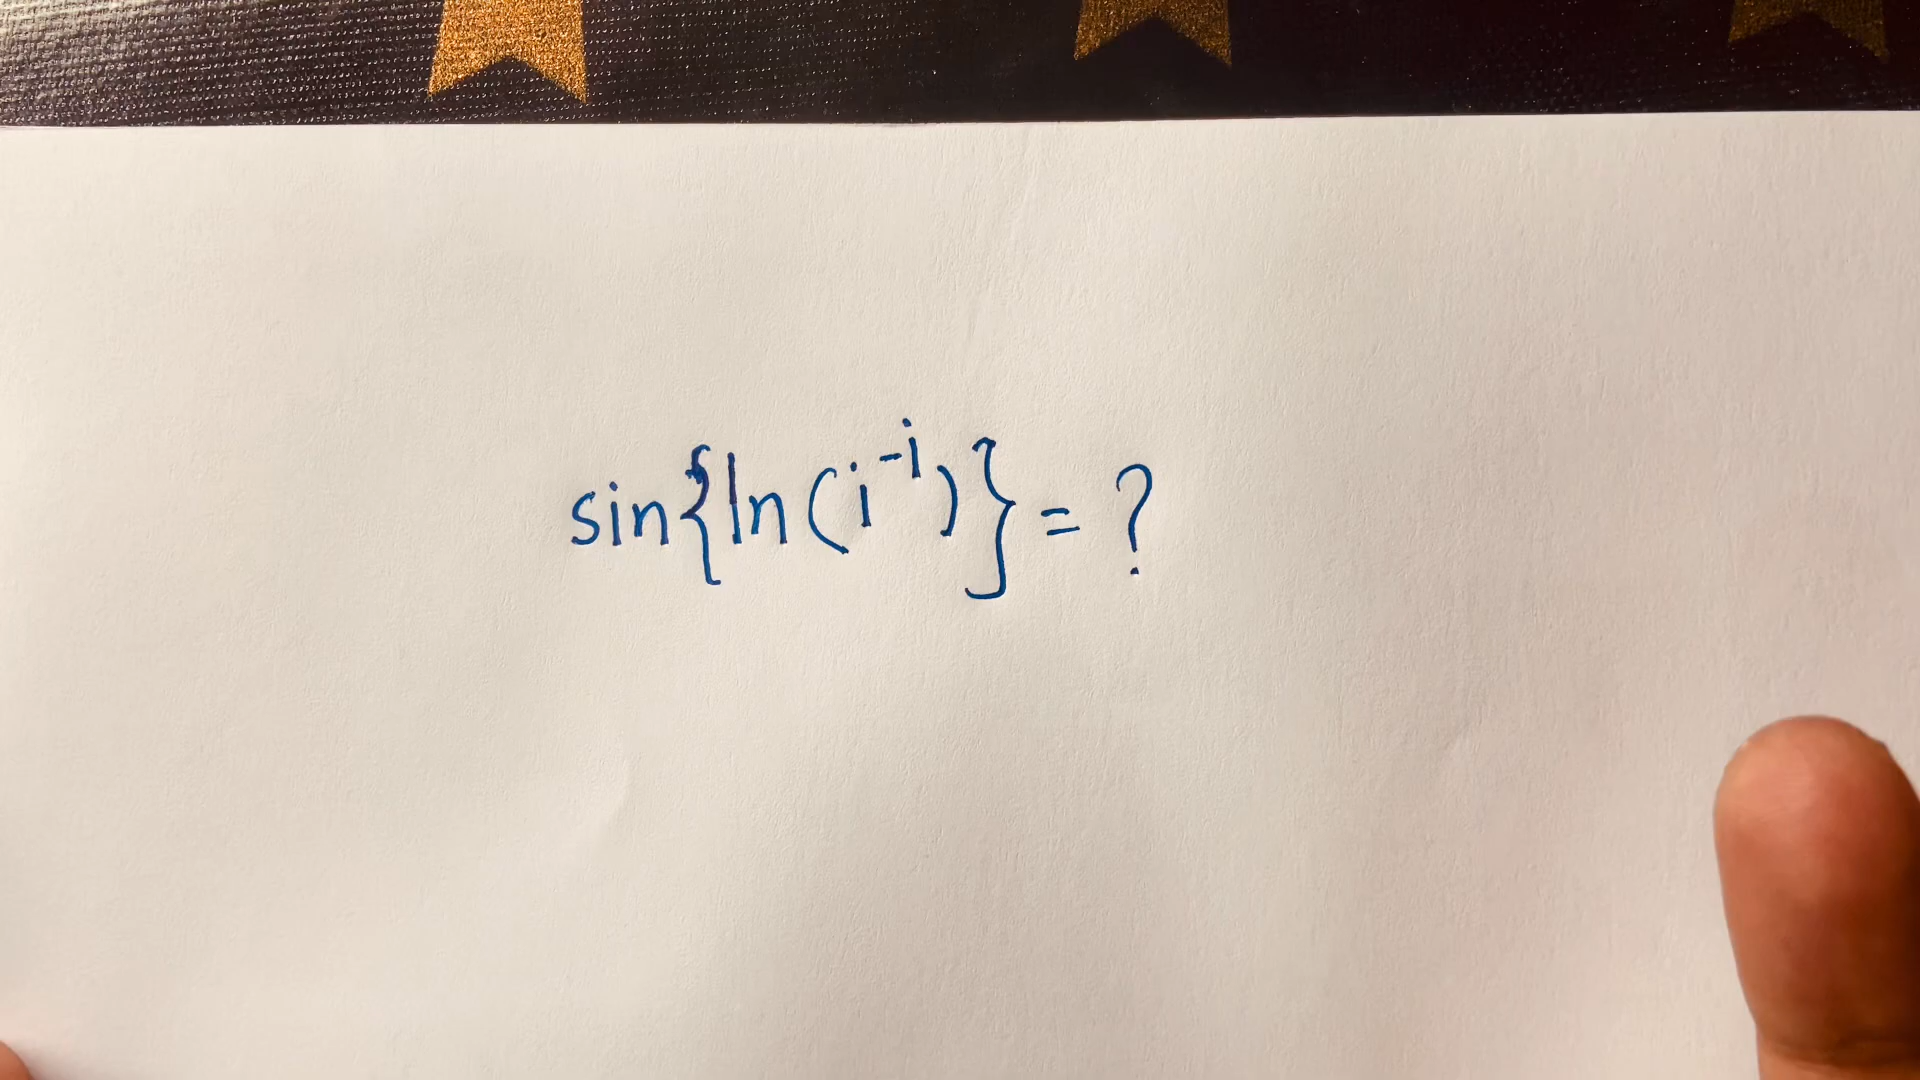 sin{ln(i⁻ⁱ)} = ?